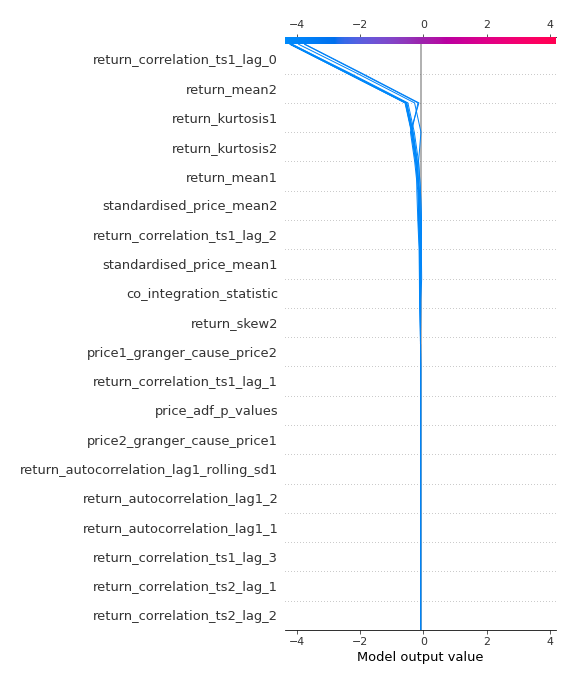 −4 −2 0 2 4
return_correlation_ts1_lag_0
return_mean2
return_kurtosis1
return_kurtosis2
return_mean1
standardised_price_mean2
return_correlation_ts1_lag_2
standardised_price_mean1
co_integration_statistic
return_skew2
price1_granger_cause_price2
return_correlation_ts1_lag_1
price_adf_p_values
price2_granger_cause_price1
return_autocorrelation_lag1_rolling_sd1
return_autocorrelation_lag1_2
return_autocorrelation_lag1_1
return_correlation_ts1_lag_3
return_correlation_ts2_lag_1
return_correlation_ts2_lag_2
−4 −2 0 2 4
Model output value